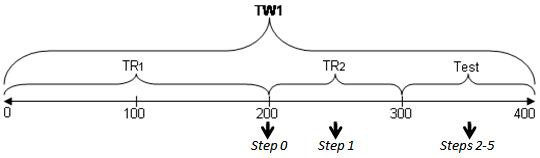 TW1
TR1 TR2 Test
0 100 200 300 400
Step 0 Step 1 Steps 2-5